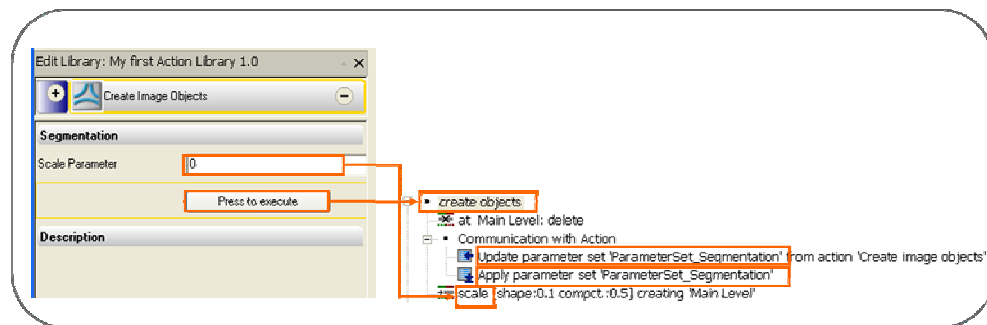 Edit Library: My first Action Library 1.0
Create Image Objects
Segmentation
Scale Parameter
0
Press to execute
Description
create objects
at Main Level: delete
Communication with Action
Update parameter set 'ParameterSet_Segmentation' from action 'Create image objects'
Apply parameter set 'ParameterSet_Segmentation'
scale [shape:0.1 compct.:0.5] creating 'Main Level'